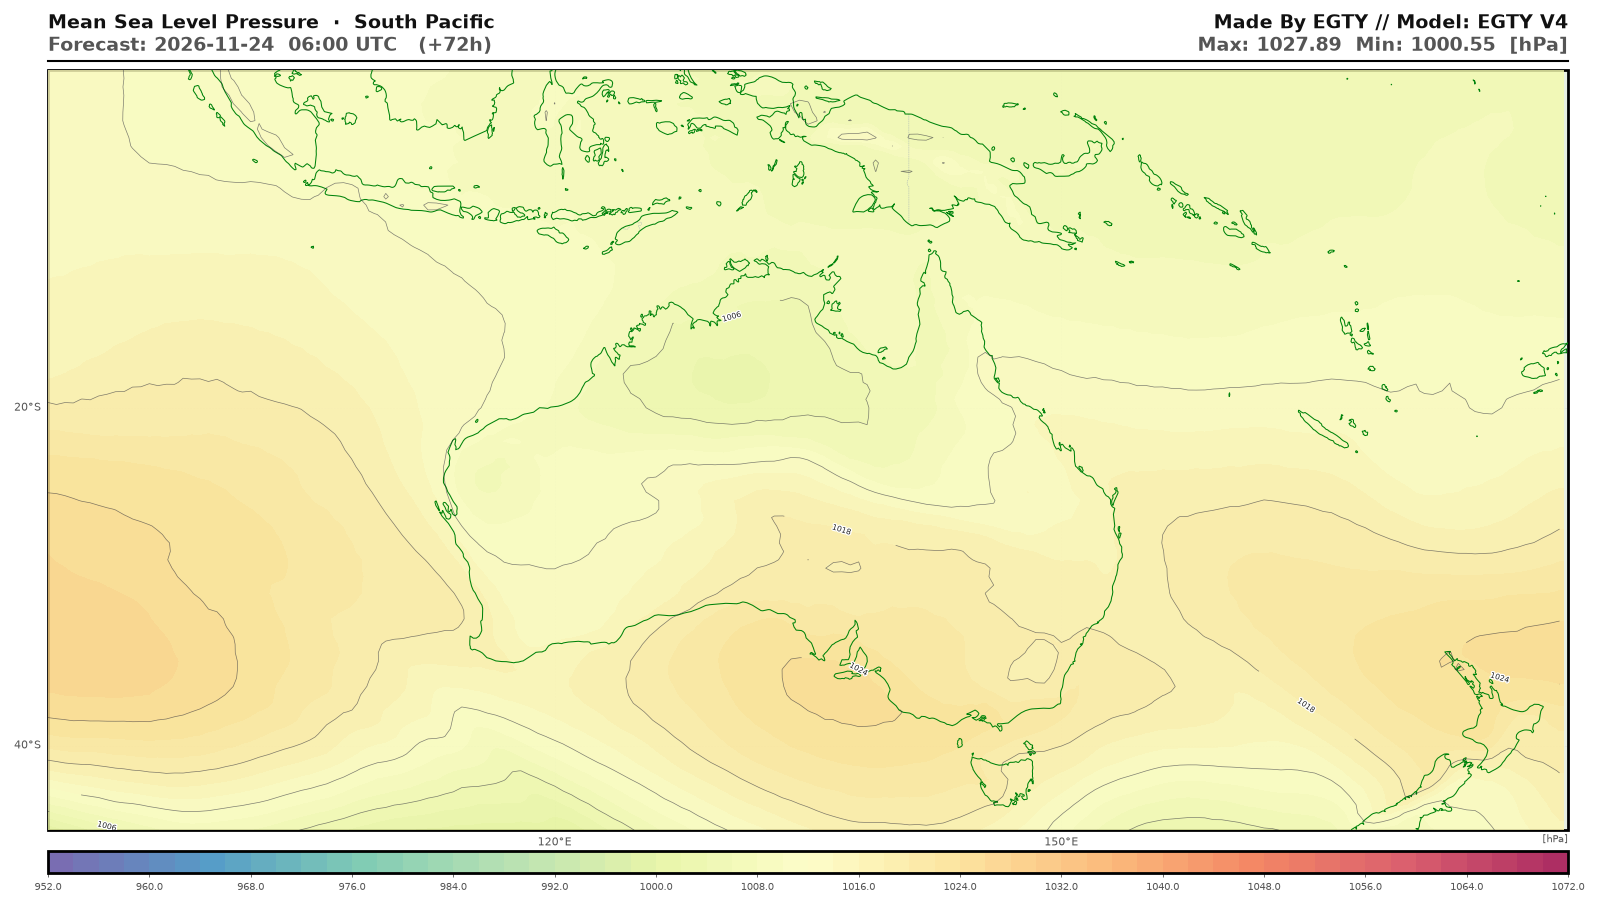 Mean Sea Level Pressure · South Pacific
Made By EGTY // Model: EGTY V4
Forecast: 2026-11-24 06:00 UTC (+72h)
Max: 1027.89 Min: 1000.55 [hPa]
1006
20°S
1018
1024
1024
1018
40°S
1006
120°E
150°E
[hPa]
952.0 960.0 968.0 976.0 984.0 992.0 1000.0 1008.0 1016.0 1024.0 1032.0 1040.0 1048.0 1056.0 1064.0 1072.0